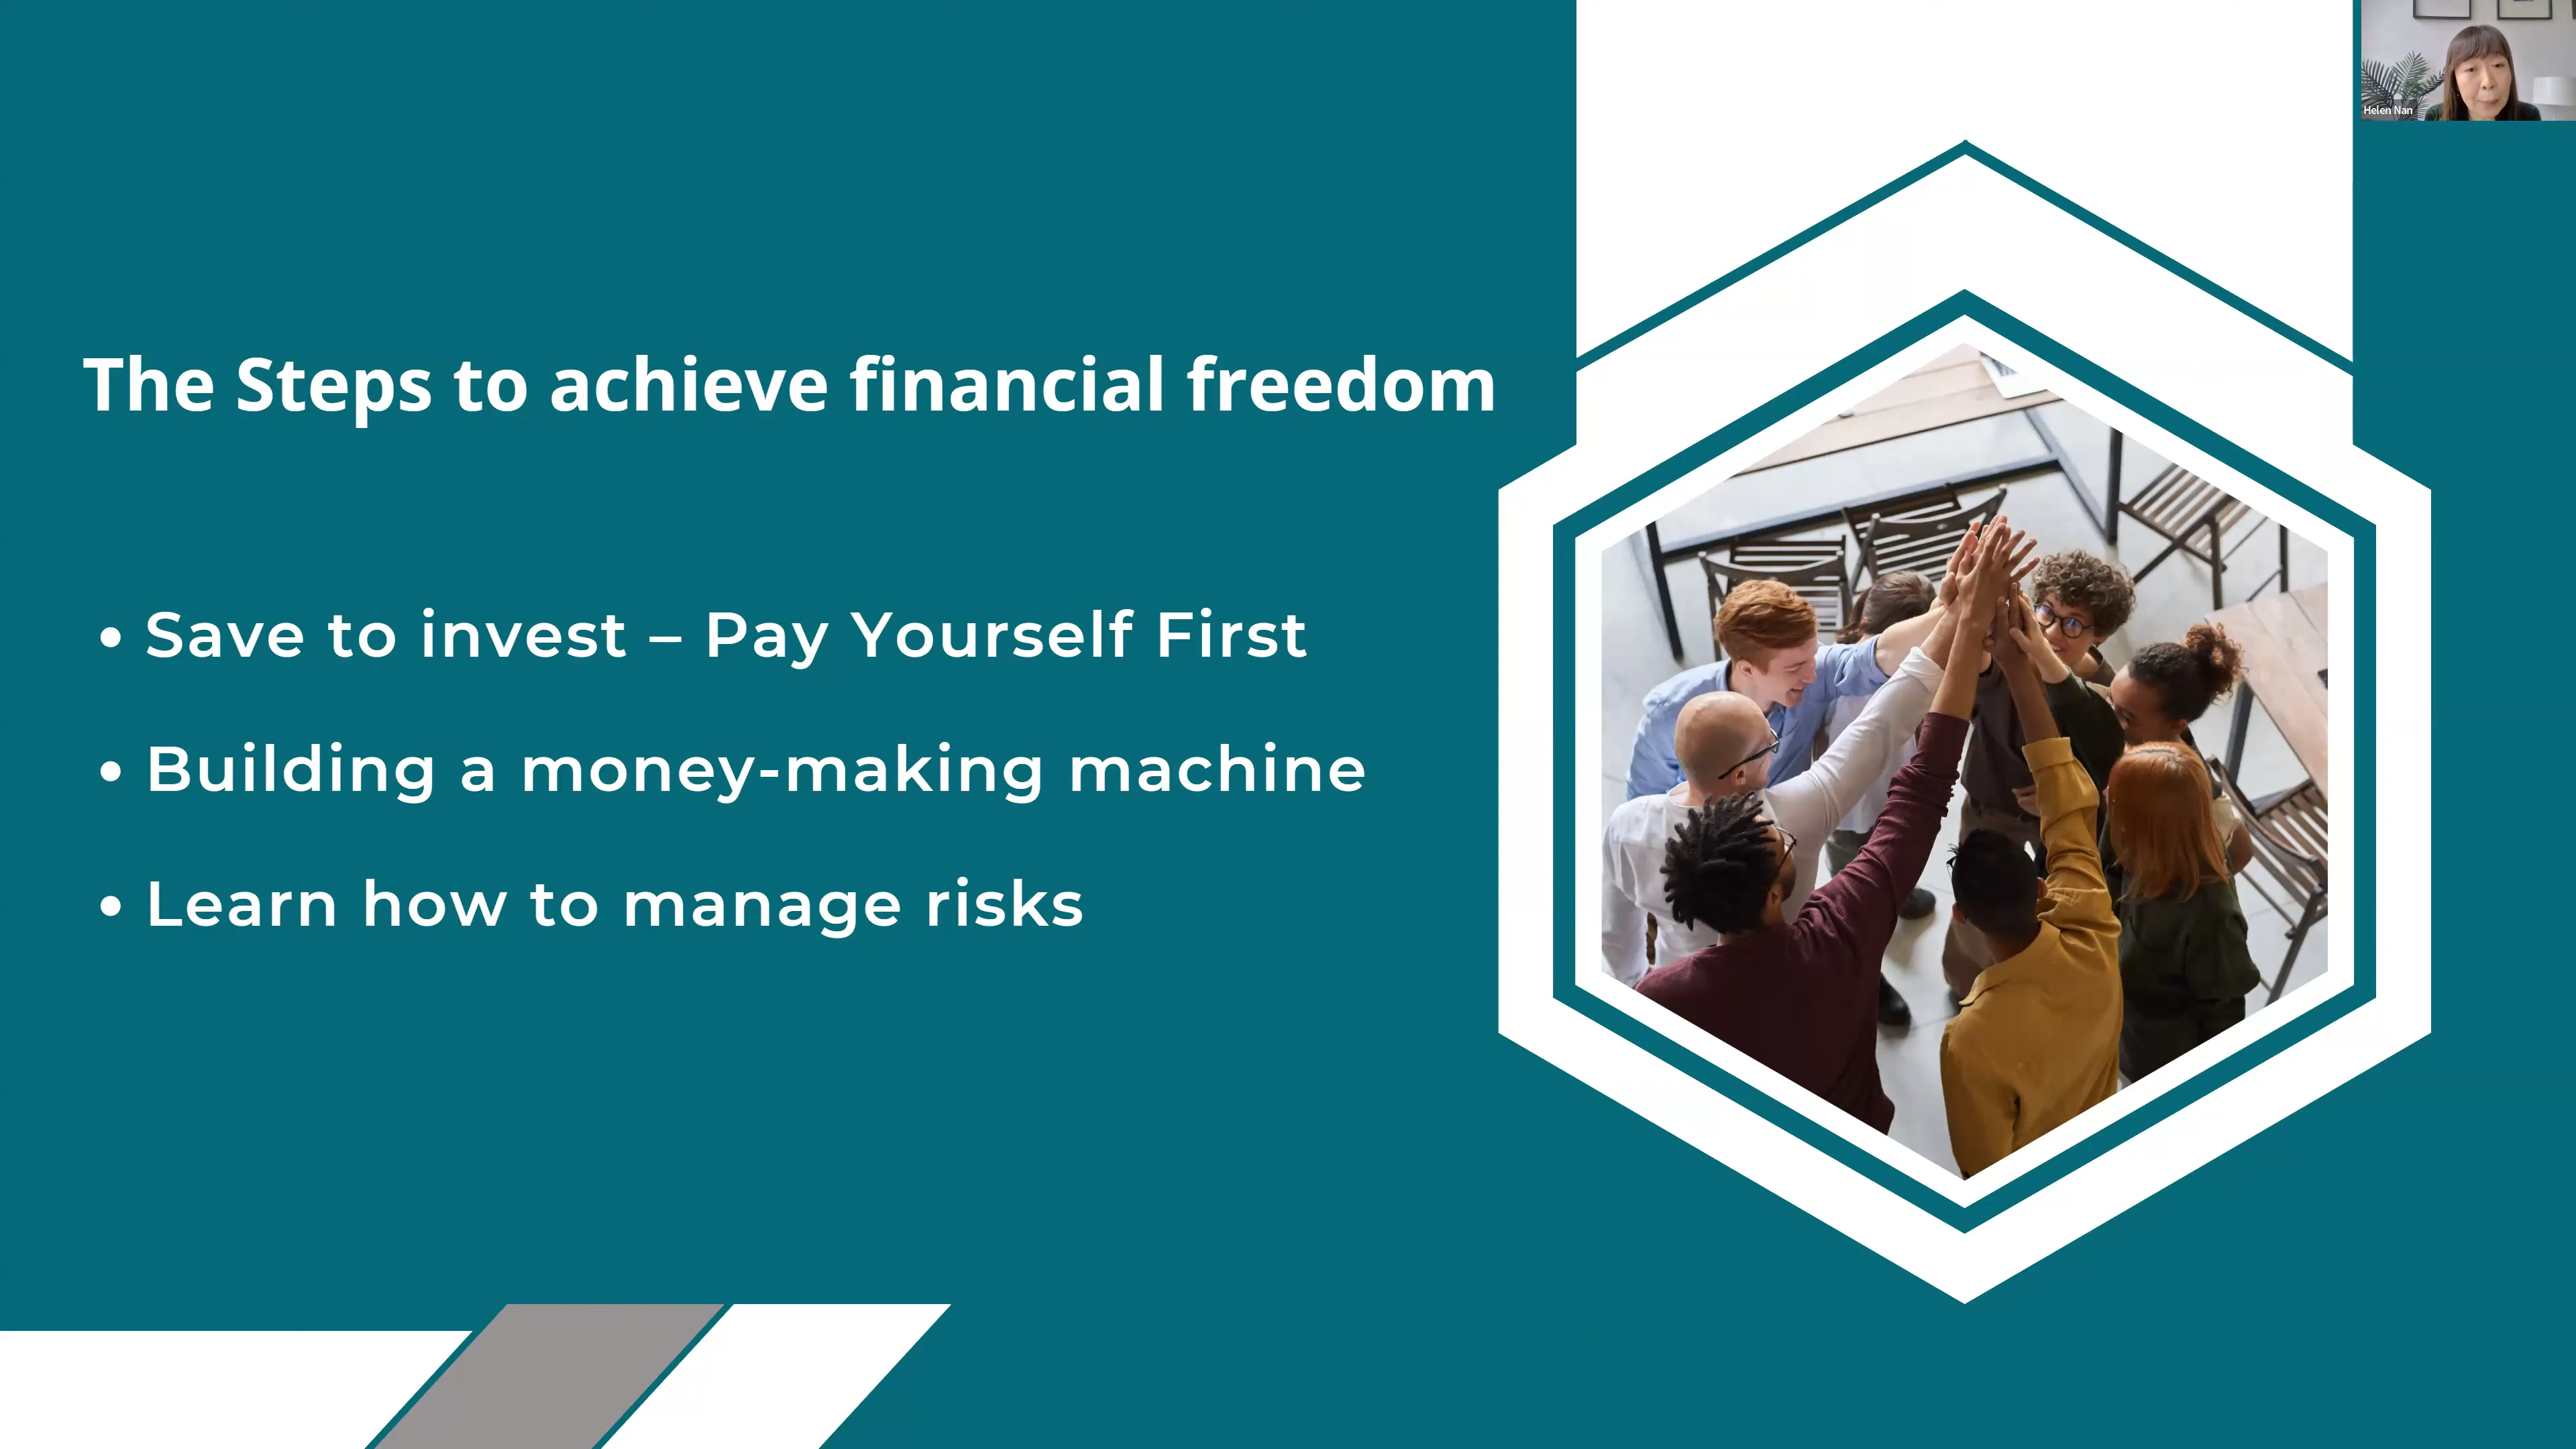 The Steps to achieve financial freedom
• Save to invest – Pay Yourself First
• Building a money-making machine
• Learn how to manage risks
Helen Nan